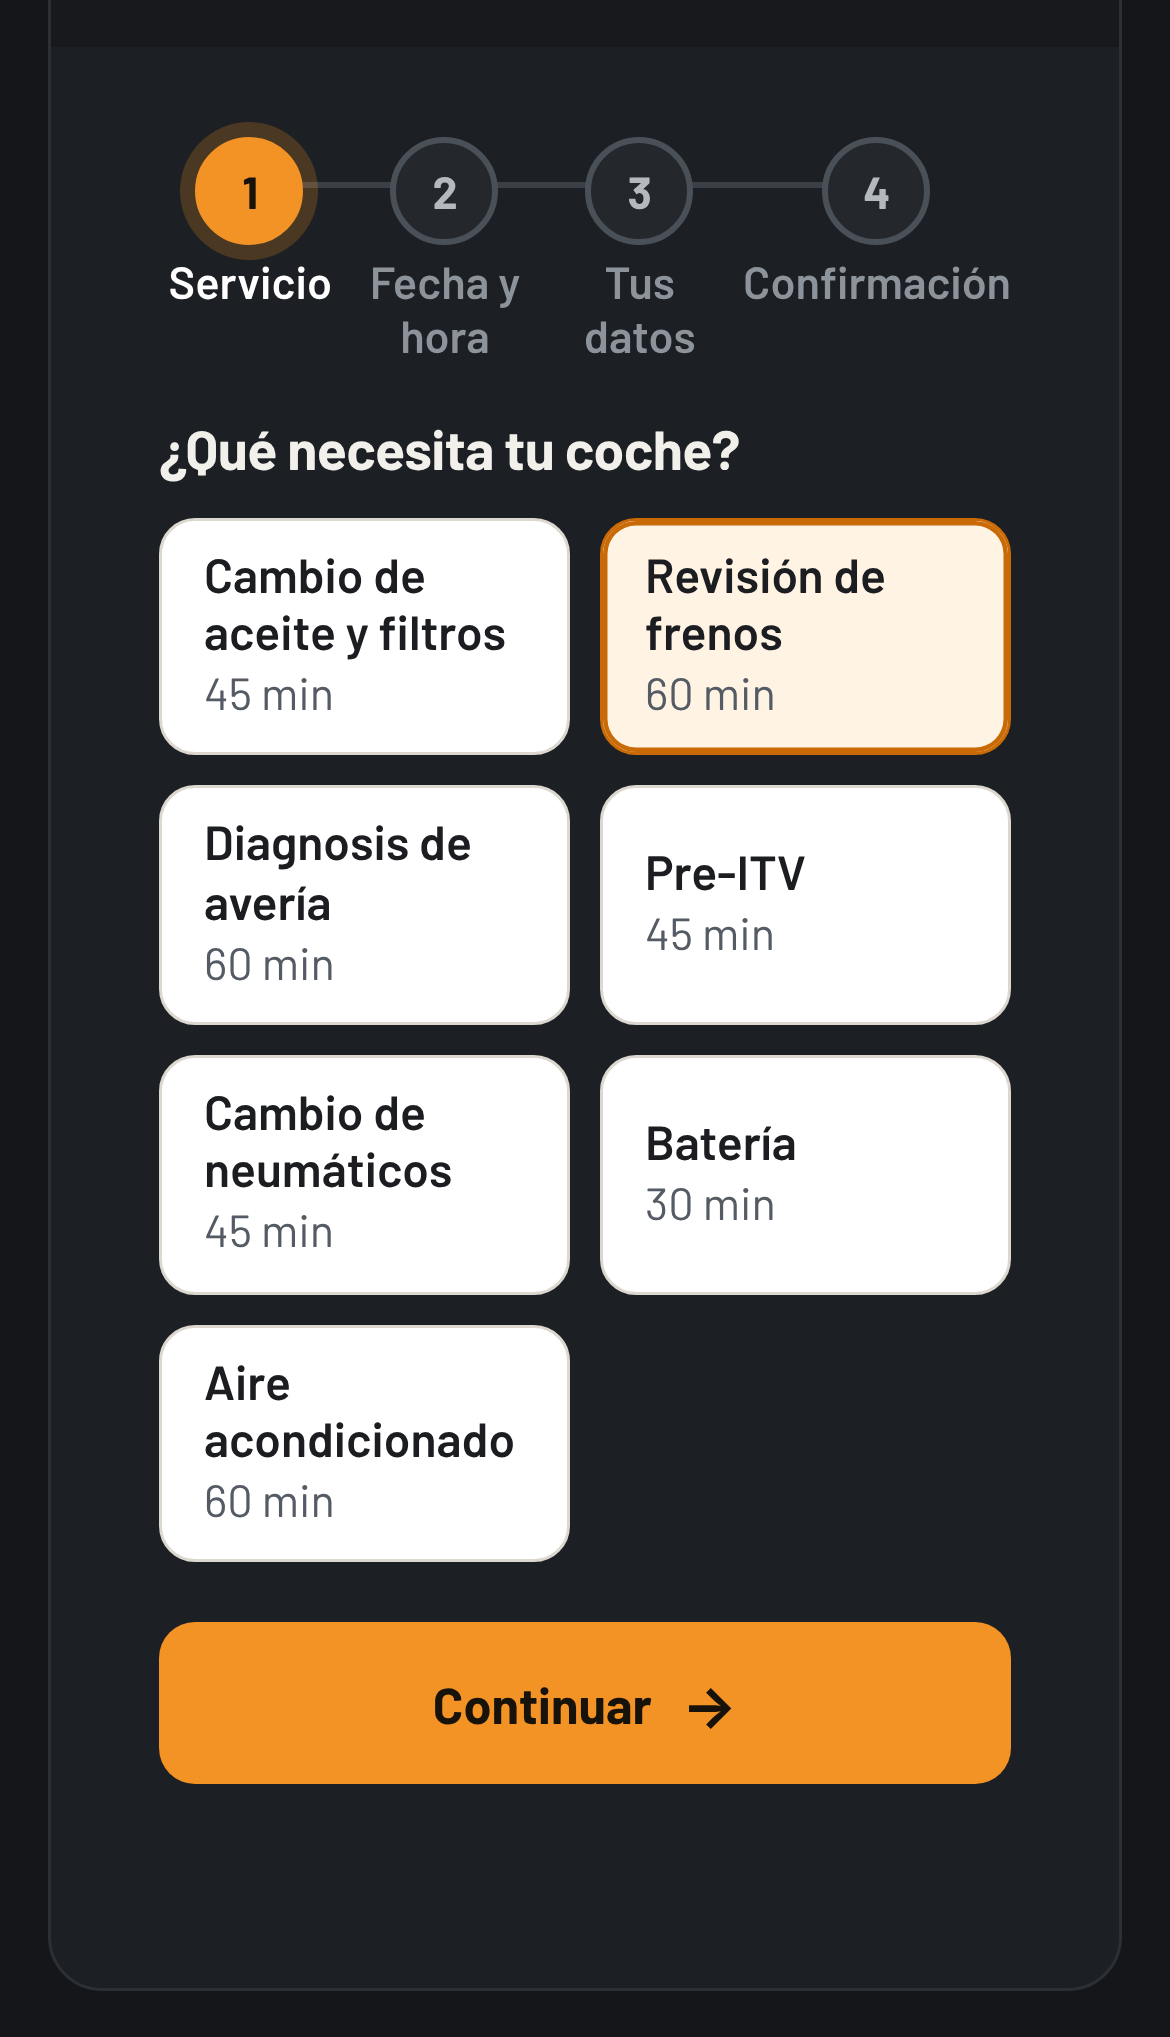 1 2 3 4
Servicio Fecha y Tus Confirmación
hora datos
¿Qué necesita tu coche?
Cambio de
aceite y filtros
45 min
Revisión de
frenos
60 min
Diagnosis de
avería
60 min
Pre-ITV
45 min
Cambio de
neumáticos
45 min
Batería
30 min
Aire
acondicionado
60 min
Continuar →